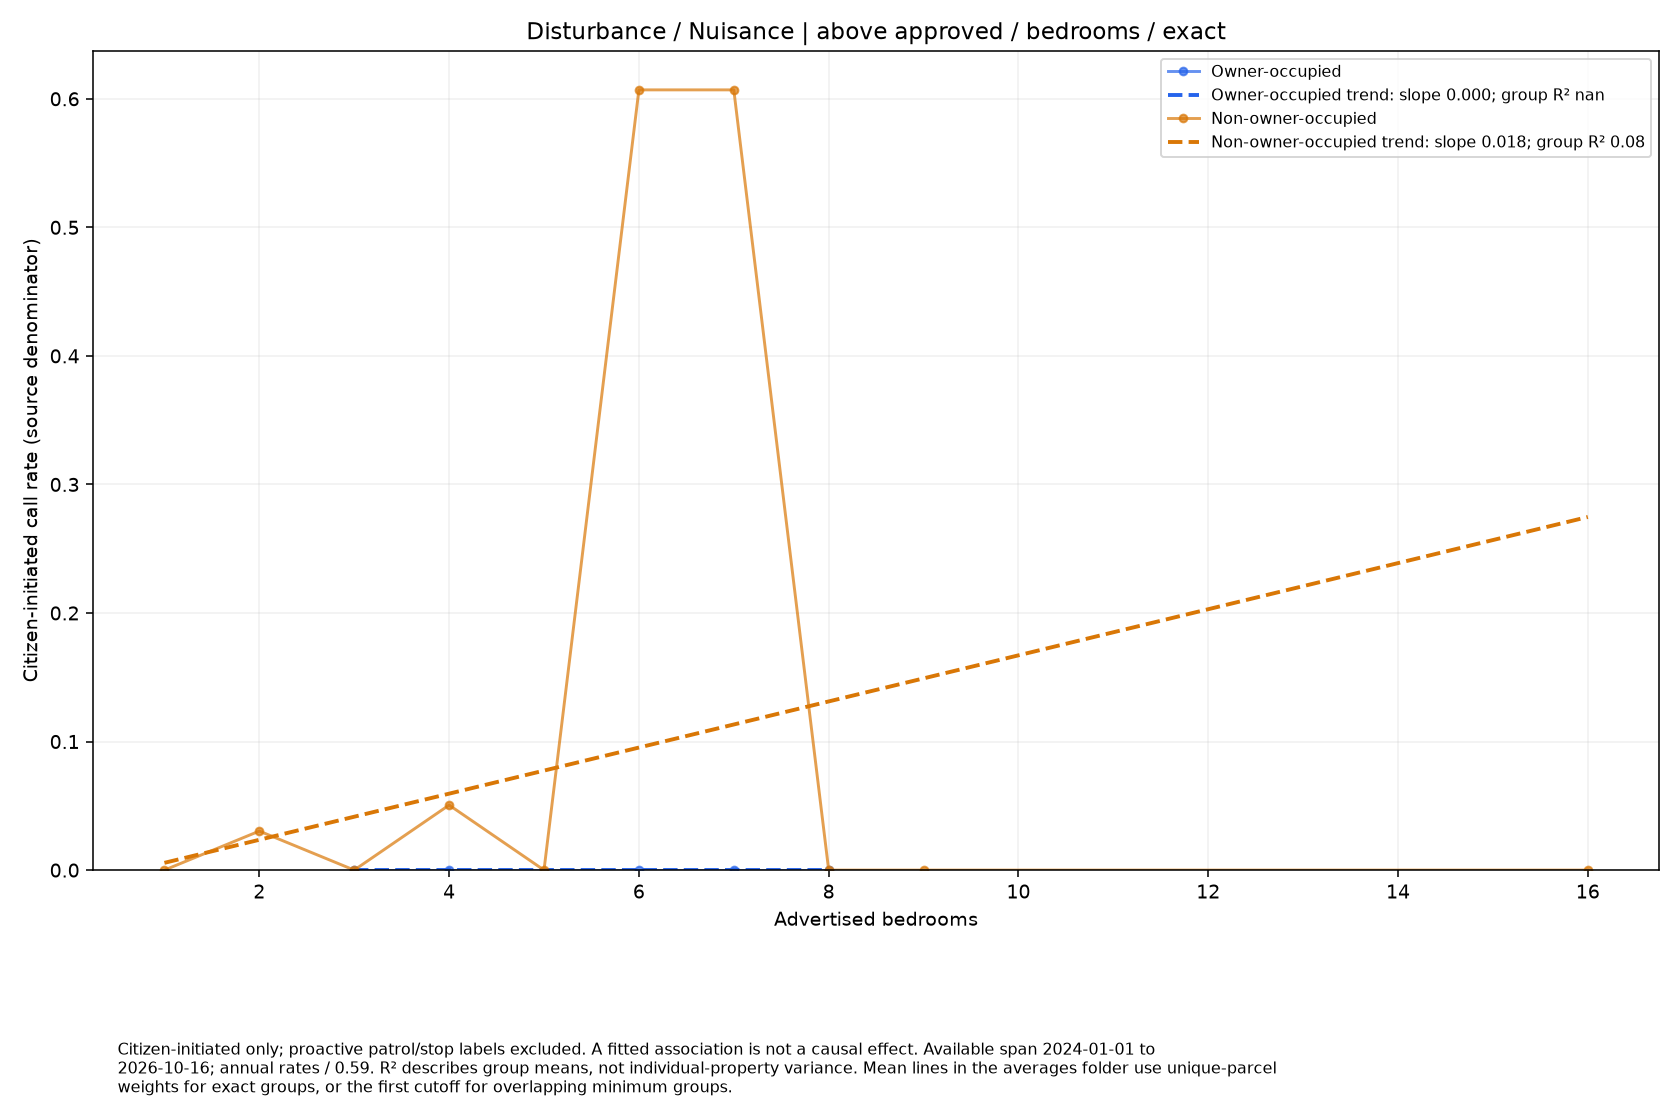 Disturbance / Nuisance | above approved / bedrooms / exact
Owner-occupied
Owner-occupied trend: slope 0.000; group R² nan
Non-owner-occupied
Non-owner-occupied trend: slope 0.018; group R² 0.08
Citizen-initiated call rate (source denominator)
0.6
0.5
0.4
0.3
0.2
0.1
0.0
2 4 6 8 10 12 14 16
Advertised bedrooms
Citizen-initiated only; proactive patrol/stop labels excluded. A fitted association is not a causal effect. Available span 2024-01-01 to
2026-10-16; annual rates / 0.59. R² describes group means, not individual-property variance. Mean lines in the averages folder use unique-parcel
weights for exact groups, or the first cutoff for overlapping minimum groups.